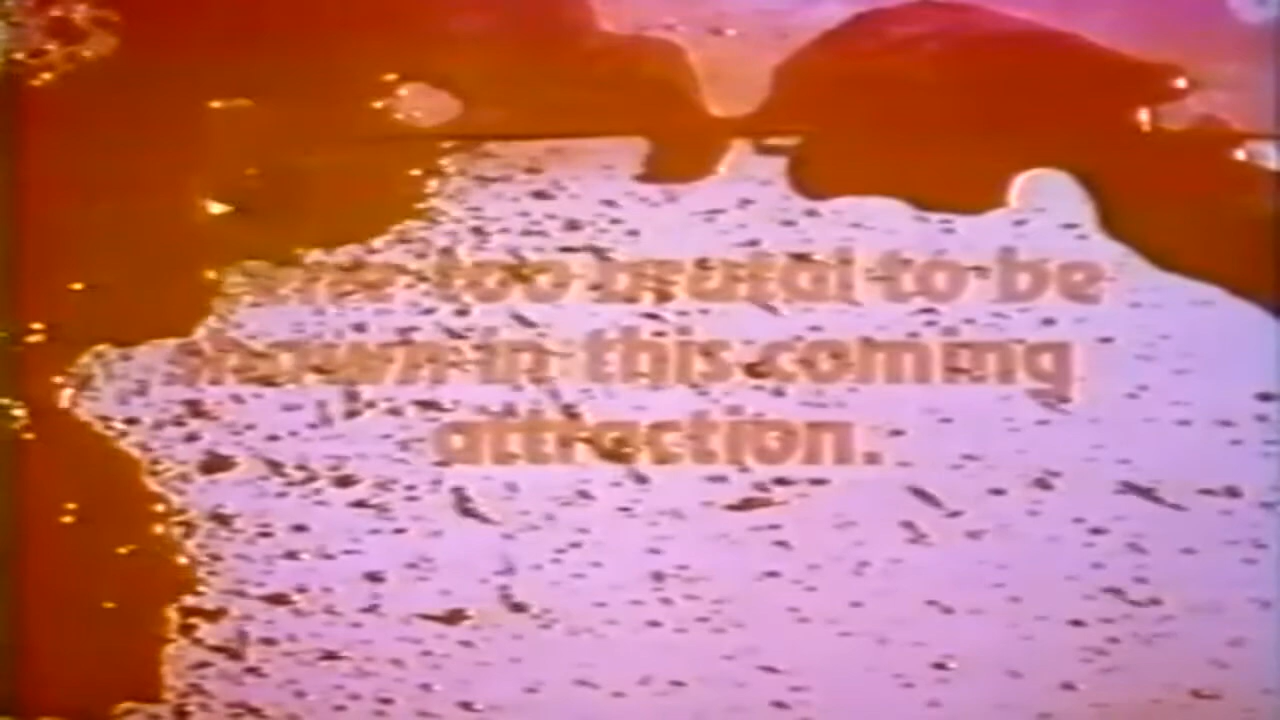 too brutal to be
shown in this coming
attraction.